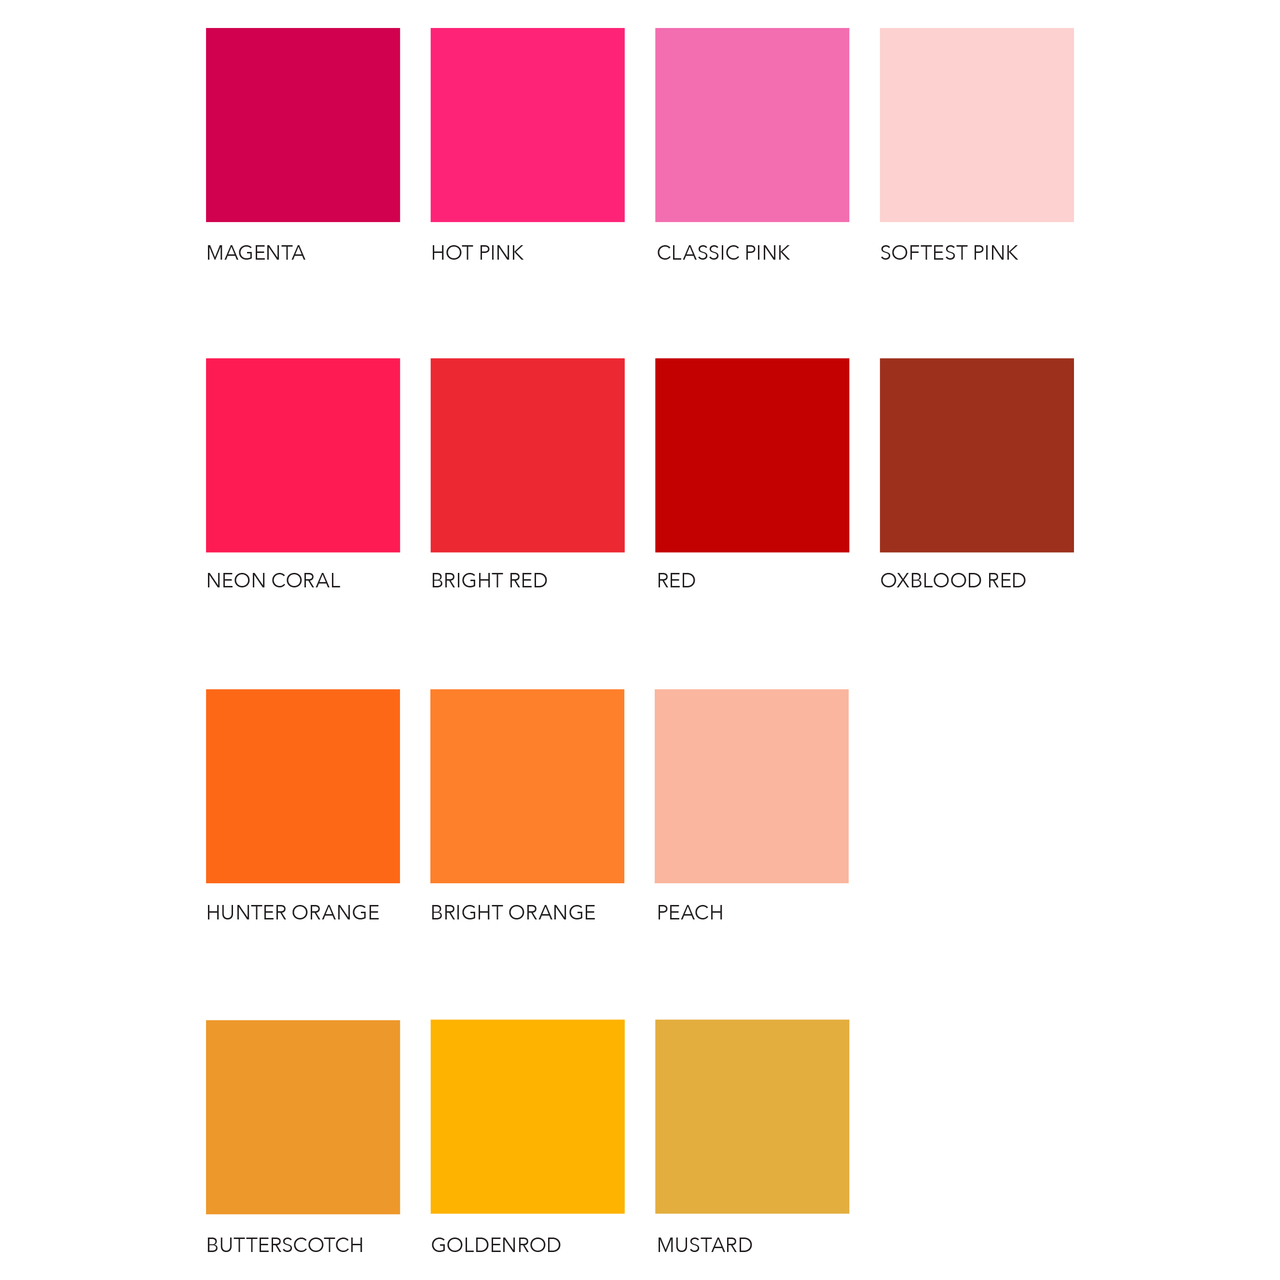 MAGENTA
HOT PINK
CLASSIC PINK
SOFTEST PINK
NEON CORAL
BRIGHT RED
RED
OXBLOOD RED
HUNTER ORANGE
BRIGHT ORANGE
PEACH
BUTTERSCOTCH
GOLDENROD
MUSTARD